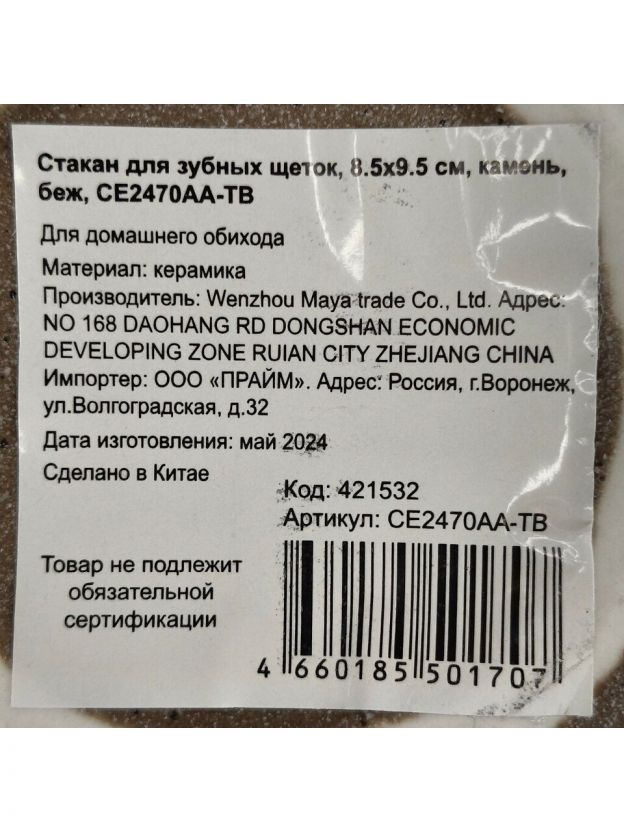 Стакан для зубных щеток, 8.5х9.5 см, камень,
беж, CE2470AA-TB
Для домашнего обихода
Материал: керамика
Производитель: Wenzhou Maya trade Co., Ltd. Адрес:
NO 168 DAOHANG RD DONGSHAN ECONOMIC
DEVELOPING ZONE RUIAN CITY ZHEJIANG CHINA
Импортер: ООО «ПРАЙМ». Адрес: Россия, г.Воронеж,
ул.Волгоградская, д.32
Дата изготовления: май 2024
Сделано в Китае
Код: 421532
Артикул: CE2470AA-TB
Товар не подлежит
обязательной
сертификации
4 660185 501707